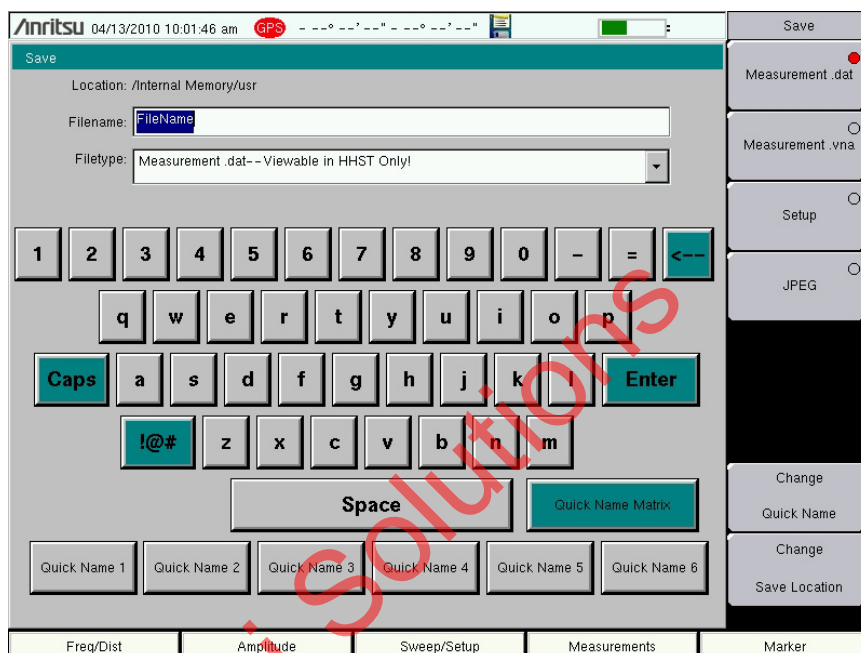 /Inritsu 04/13/2010 10:01:46 am GPS - --° --'--" - --° --'--"
Save
Save
Location: /Internal Memory/usr
Filename: FileName
Filetype: Measurement .dat--Viewable in HHST Only!
1 2 3 4 5 6 7 8 9 0 - = <--
q w e r t y u i o p
Caps a s d f g h j k l Enter
!@# z x c v b n m
Space Quick Name Matrix
Quick Name 1 Quick Name 2 Quick Name 3 Quick Name 4 Quick Name 5 Quick Name 6
Measurement .dat
Measurement .vna
Setup
JPEG
Change
Quick Name
Change
Save Location
Freq/Dist Amplitude Sweep/Setup Measurements Marker
i Solutions